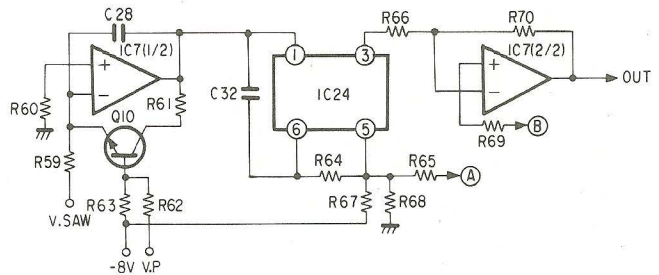 C28
IC7(1/2)
+
−
R60
R61
Q10
R59
V.SAW
R63
R62
-8V V.P
C32
1
3
IC24
6
5
R64
R65
A
R67
R68
R66
R70
IC7(2/2)
+
−
OUT
R69
B